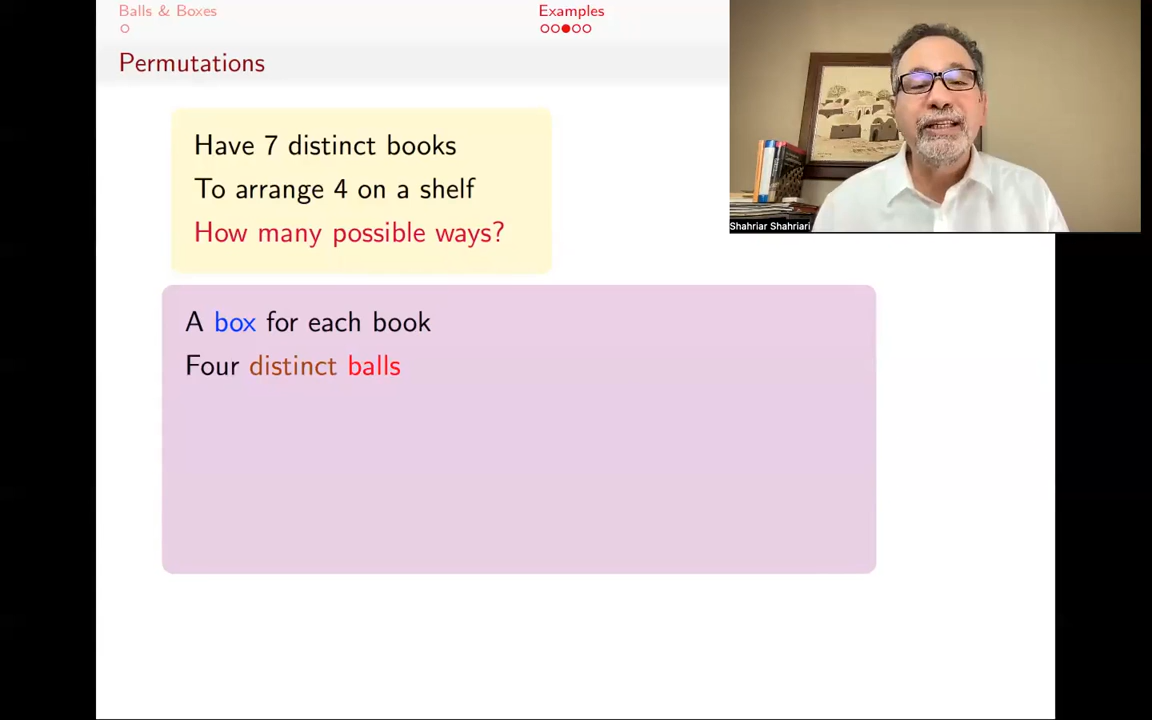 Balls & Boxes
Examples
Permutations
Have 7 distinct books
To arrange 4 on a shelf
How many possible ways?
Shahriar Shahriari
A box for each book
Four distinct balls